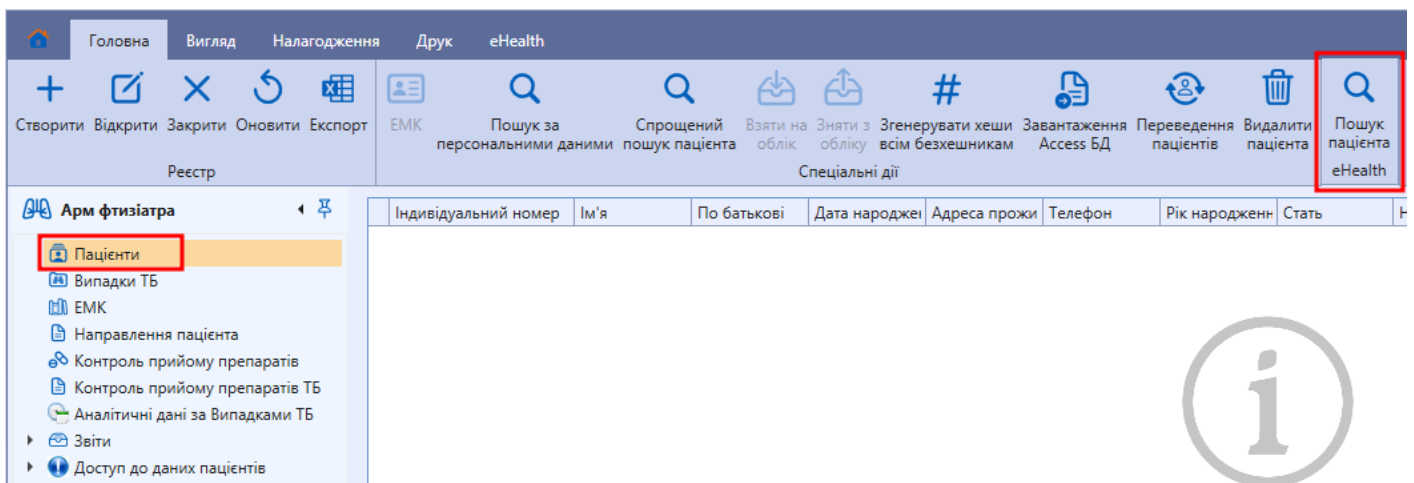 Головна Вигляд Налагодження Друк eHealth
Створити Відкрити Закрити Оновити Експорт
Реєстр
ЕМК Пошук за Спрощений Взяти на Зняти з Згенерувати хеши Завантаження Переведення Видалити
персональними даними пошук пацієнта облік обліку всім безхешникам Access БД пацієнтів пацієнта
Спеціальні дії
Пошук
пацієнта
eHealth
Арм фтизіатра
Пацієнти
Випадки ТБ
ЕМК
Направлення пацієнта
Контроль прийому препаратів
Контроль прийому препаратів ТБ
Аналітичні дані за Випадками ТБ
Звіти
Доступ до даних пацієнтів
Індивідуальний номер Ім'я По батькові Дата народжеі Адреса прожи Телефон Рік народженн Стать Н